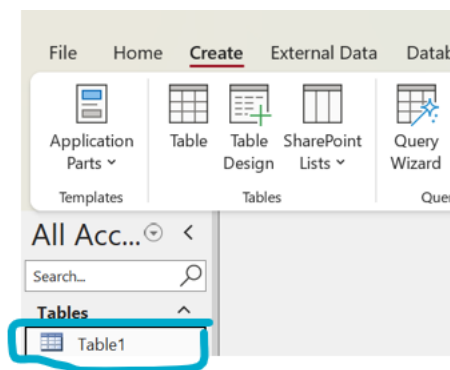 File Home Create External Data Datab
Application Parts
Table
Table Design
SharePoint Lists
Query Wizard
Templates
Tables
Quer
All Acc...
Search...
Tables
Table1